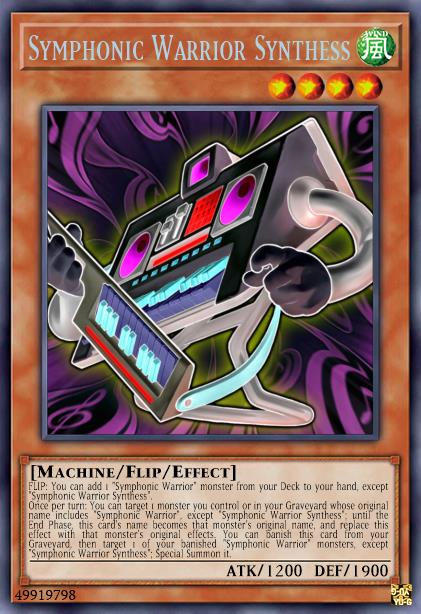 SYMPHONIC WARRIOR SYNTHESS
WIND
風
[MACHINE/FLIP/EFFECT]
FLIP: You can add 1 "Symphonic Warrior" monster from your Deck to your hand, except
"Symphonic Warrior Synthess".
Once per turn: You can target 1 monster you control or in your Graveyard whose original
name includes "Symphonic Warrior", except "Symphonic Warrior Synthess"; until the
End Phase, this card's name becomes that monster's original name, and replace this
effect with that monster's original effects. You can banish this card from your
Graveyard, then target 1 of your banished "Symphonic Warrior" monsters, except
"Symphonic Warrior Synthess"; Special Summon it.
ATK/1200 DEF/1900
49919798